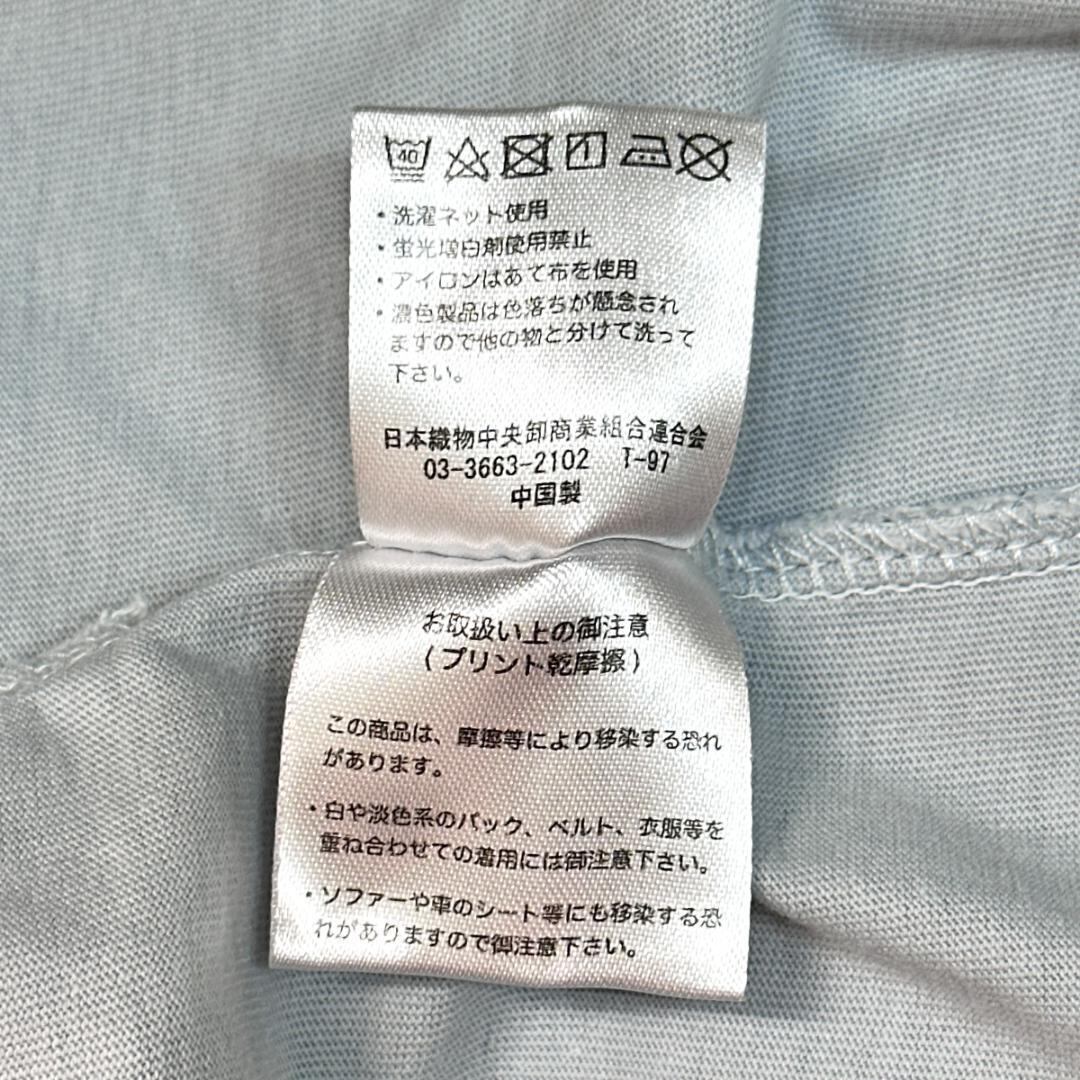 40
・洗濯ネット使用
・蛍光増白剤使用禁止
・アイロンはあて布を使用
・濃色製品は色落ちが懸念され
ますので他の物と分けて洗って
下さい。
日本織物中央卸商業組合連合会
03-3663-2102 T-97
中国製
お取扱い上の御注意
(プリント乾摩擦)
この商品は、摩擦等により移染する恐れ
があります。
・白や淡色系のバック、ベルト、衣服等を
重ね合わせての着用には御注意下さい。
・ソファーや車のシート等にも移染する恐
れがありますので御注意下さい。